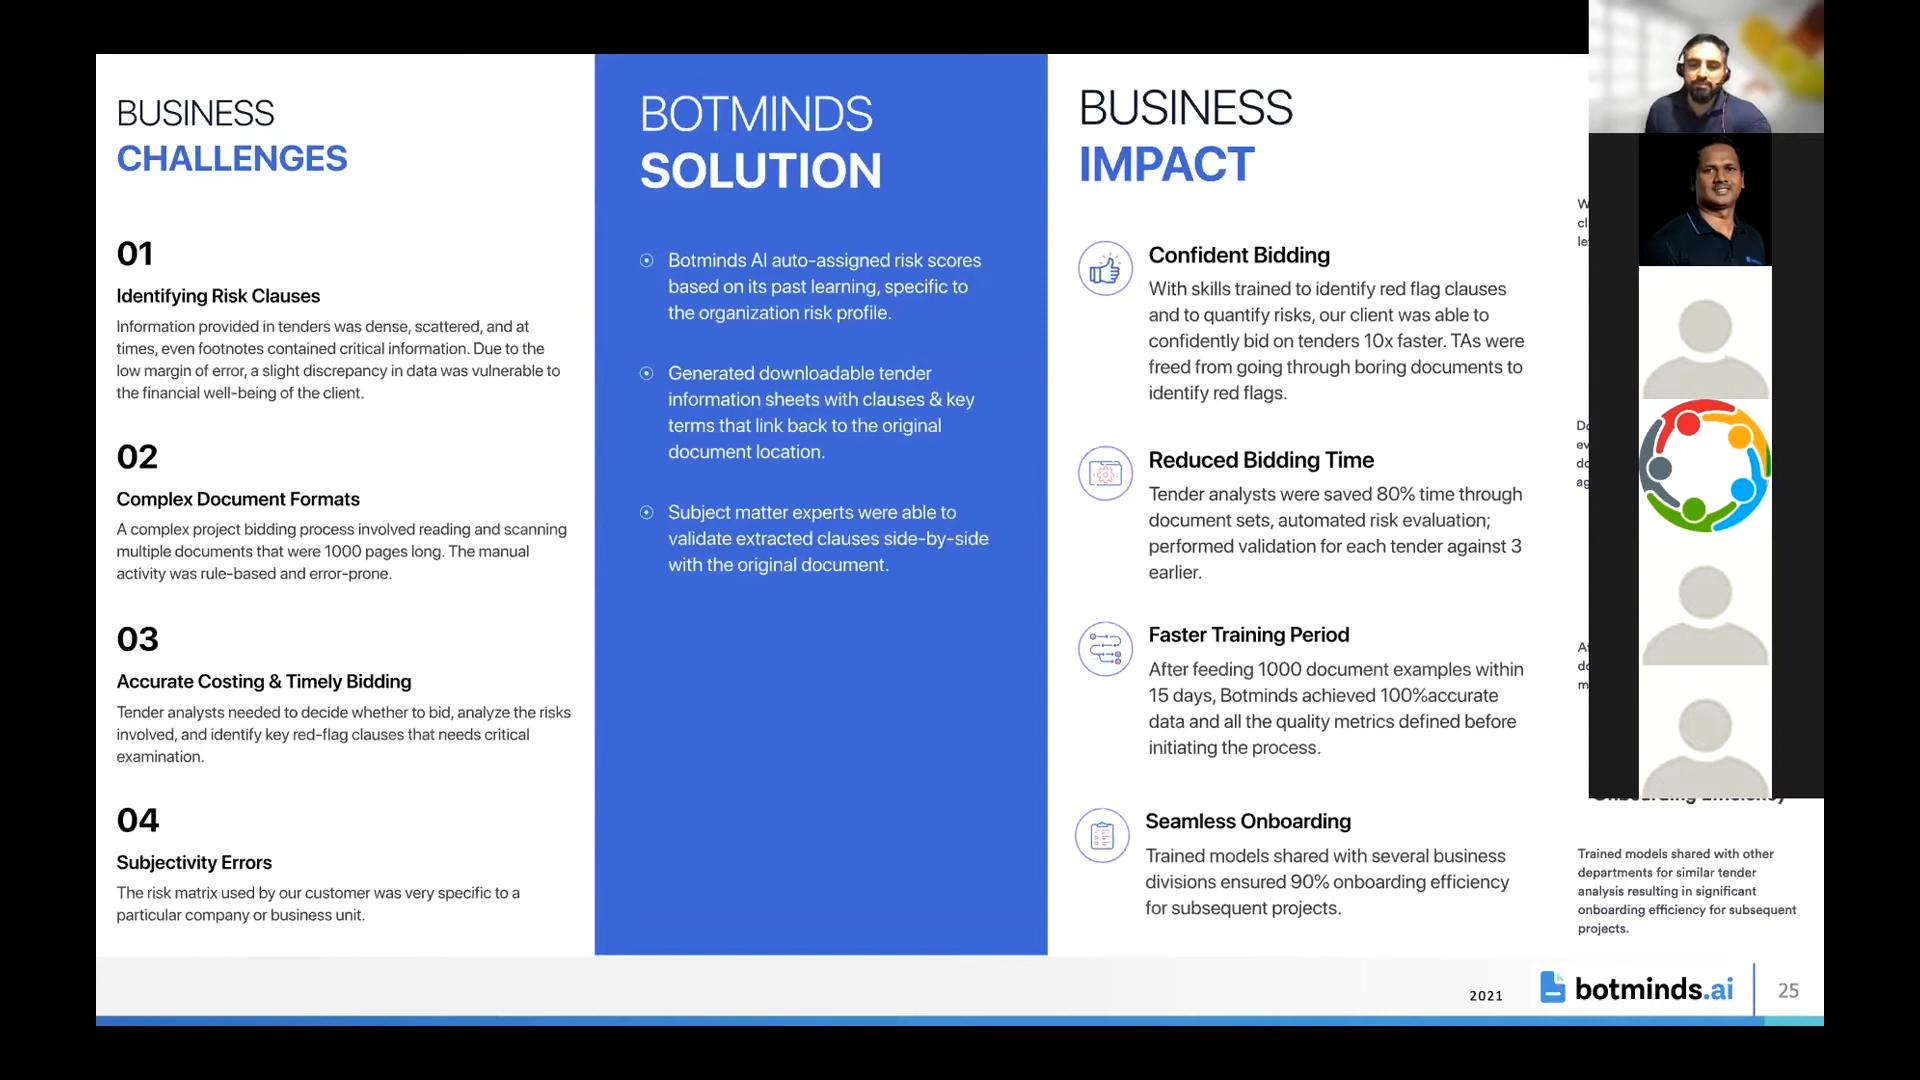 BUSINESS
CHALLENGES
01
Identifying Risk Clauses
Information provided in tenders was dense, scattered, and at
times, even footnotes contained critical information. Due to the
low margin of error, a slight discrepancy in data was vulnerable to
the financial well-being of the client.
02
Complex Document Formats
A complex project bidding process involved reading and scanning
multiple documents that were 1000 pages long. The manual
activity was rule-based and error-prone.
03
Accurate Costing & Timely Bidding
Tender analysts needed to decide whether to bid, analyze the risks
involved, and identify key red-flag clauses that needs critical
examination.
04
Subjectivity Errors
The risk matrix used by our customer was very specific to a
particular company or business unit.
BOTMINDS
SOLUTION
Botminds AI auto-assigned risk scores
based on its past learning, specific to
the organization risk profile.
Generated downloadable tender
information sheets with clauses & key
terms that link back to the original
document location.
Subject matter experts were able to
validate extracted clauses side-by-side
with the original document.
BUSINESS
IMPACT
Confident Bidding
With skills trained to identify red flag clauses
and to quantify risks, our client was able to
confidently bid on tenders 10x faster. TAs were
freed from going through boring documents to
identify red flags.
Reduced Bidding Time
Tender analysts were saved 80% time through
document sets, automated risk evaluation;
performed validation for each tender against 3
earlier.
Faster Training Period
After feeding 1000 document examples within
15 days, Botminds achieved 100%accurate
data and all the quality metrics defined before
initiating the process.
Seamless Onboarding
Trained models shared with several business
divisions ensured 90% onboarding efficiency
for subsequent projects.
Trained models shared with other
departments for similar tender
analysis resulting in significant
onboarding efficiency for subsequent
projects.
2021
botminds.ai
25